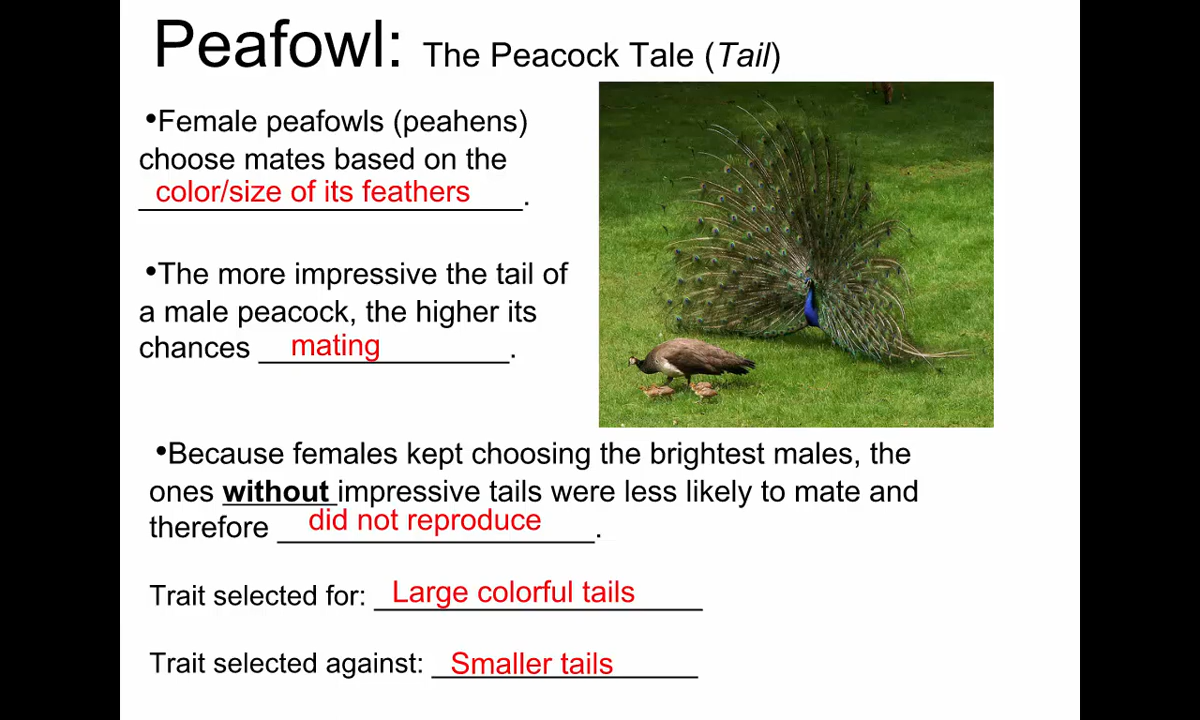 Peafowl: The Peacock Tale (Tail)
•Female peafowls (peahens)
choose mates based on the
color/size of its feathers.
•The more impressive the tail of
a male peacock, the higher its
chances mating.
•Because females kept choosing the brightest males, the
ones without impressive tails were less likely to mate and
therefore did not reproduce.
Trait selected for: Large colorful tails
Trait selected against: Smaller tails